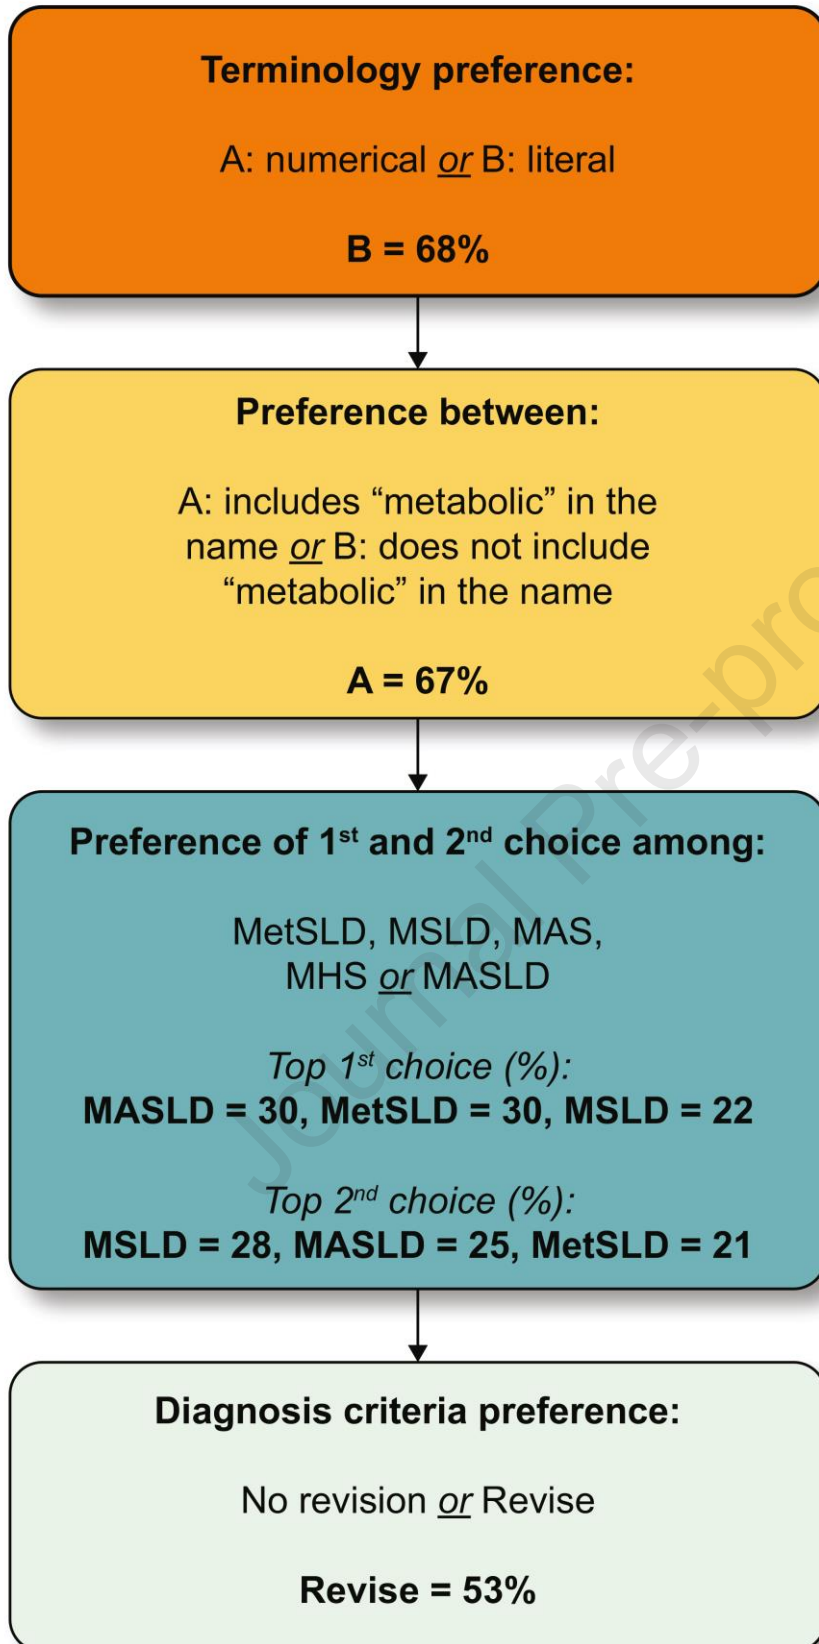 Terminology preference:
A: numerical or B: literal
B = 68%
Preference between:
A: includes “metabolic” in the
name or B: does not include
“metabolic” in the name
A = 67%
Preference of 1st and 2nd choice among:
MetSLD, MSLD, MAS,
MHS or MASLD
Top 1st choice (%):
MASLD = 30, MetSLD = 30, MSLD = 22
Top 2nd choice (%):
MSLD = 28, MASLD = 25, MetSLD = 21
Diagnosis criteria preference:
No revision or Revise
Revise = 53%
Journal Pre-pro